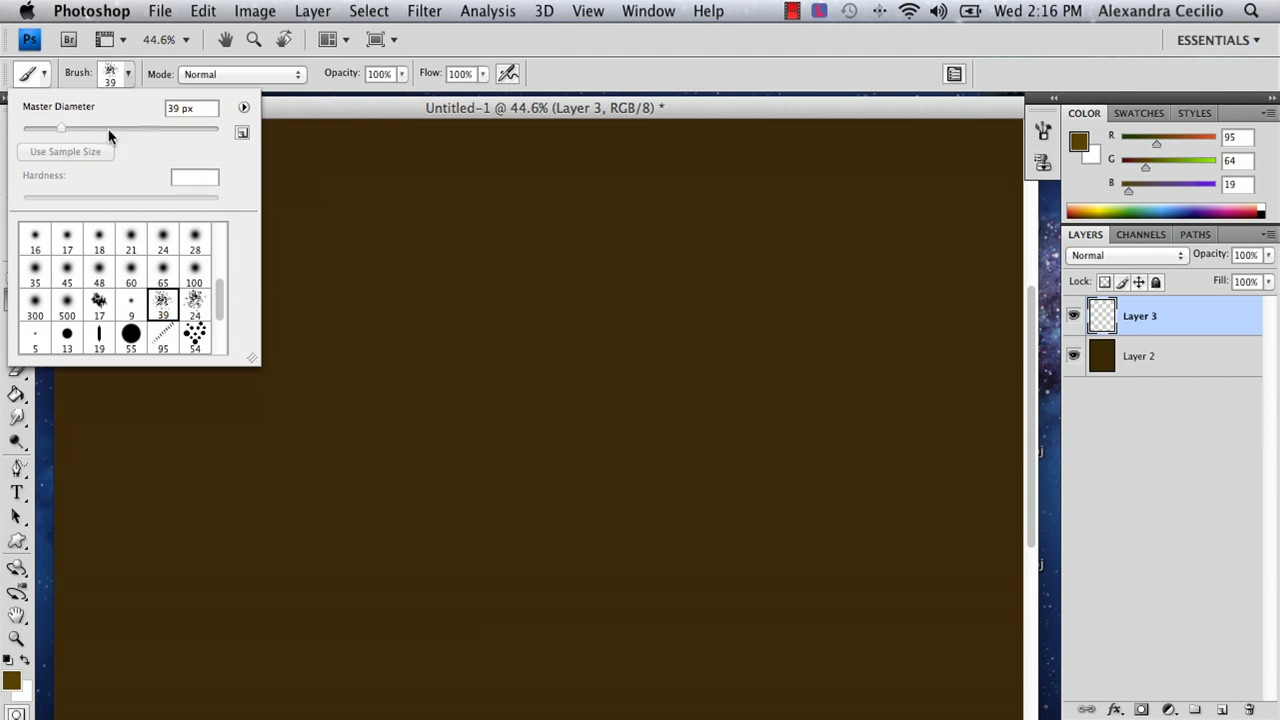 Photoshop File Edit Image Layer Select Filter Analysis 3D View Window Help Wed 2:16 PM Alexandra Cecilio
Ps Br 44.6% ESSENTIALS
Brush: 39 Mode: Normal Opacity: 100% Flow: 100%
Master Diameter 39 px
Use Sample Size
Hardness:
16 17 18 21 24 28
35 45 48 60 65 100
300 500 17 9 39 24
5 13 19 55 95 54
Untitled-1 @ 44.6% (Layer 3, RGB/8) *
COLOR SWATCHES STYLES
R 95
G 64
B 19
LAYERS CHANNELS PATHS
Normal Opacity: 100%
Lock: Fill: 100%
Layer 3
Layer 2
T